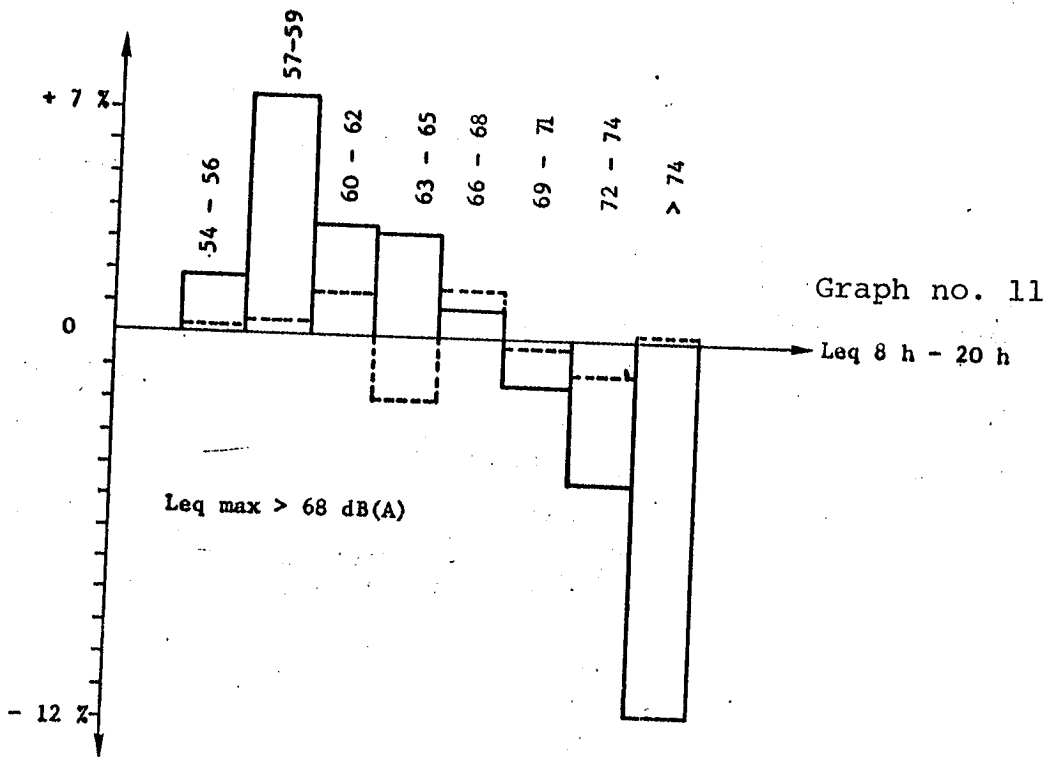 + 7 %
57-59
54 - 56
60 - 62
63 - 65
66 - 68
69 - 71
72 - 74
> 74
Graph no. 11
0
Leq 8 h - 20 h
Leq max > 68 dB(A)
- 12 %